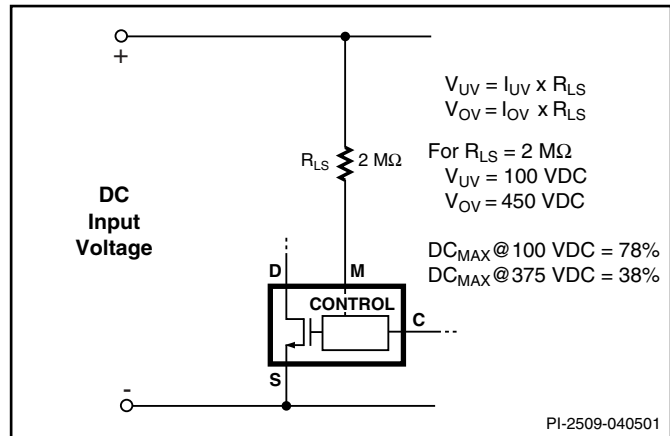 +
V_UV = I_UV x R_LS
V_OV = I_OV x R_LS
R_LS 2 MΩ
For R_LS = 2 MΩ
V_UV = 100 VDC
V_OV = 450 VDC
DC
Input
Voltage
DC_MAX@100 VDC = 78%
DC_MAX@375 VDC = 38%
D M
CONTROL
C
S
-
PI-2509-040501